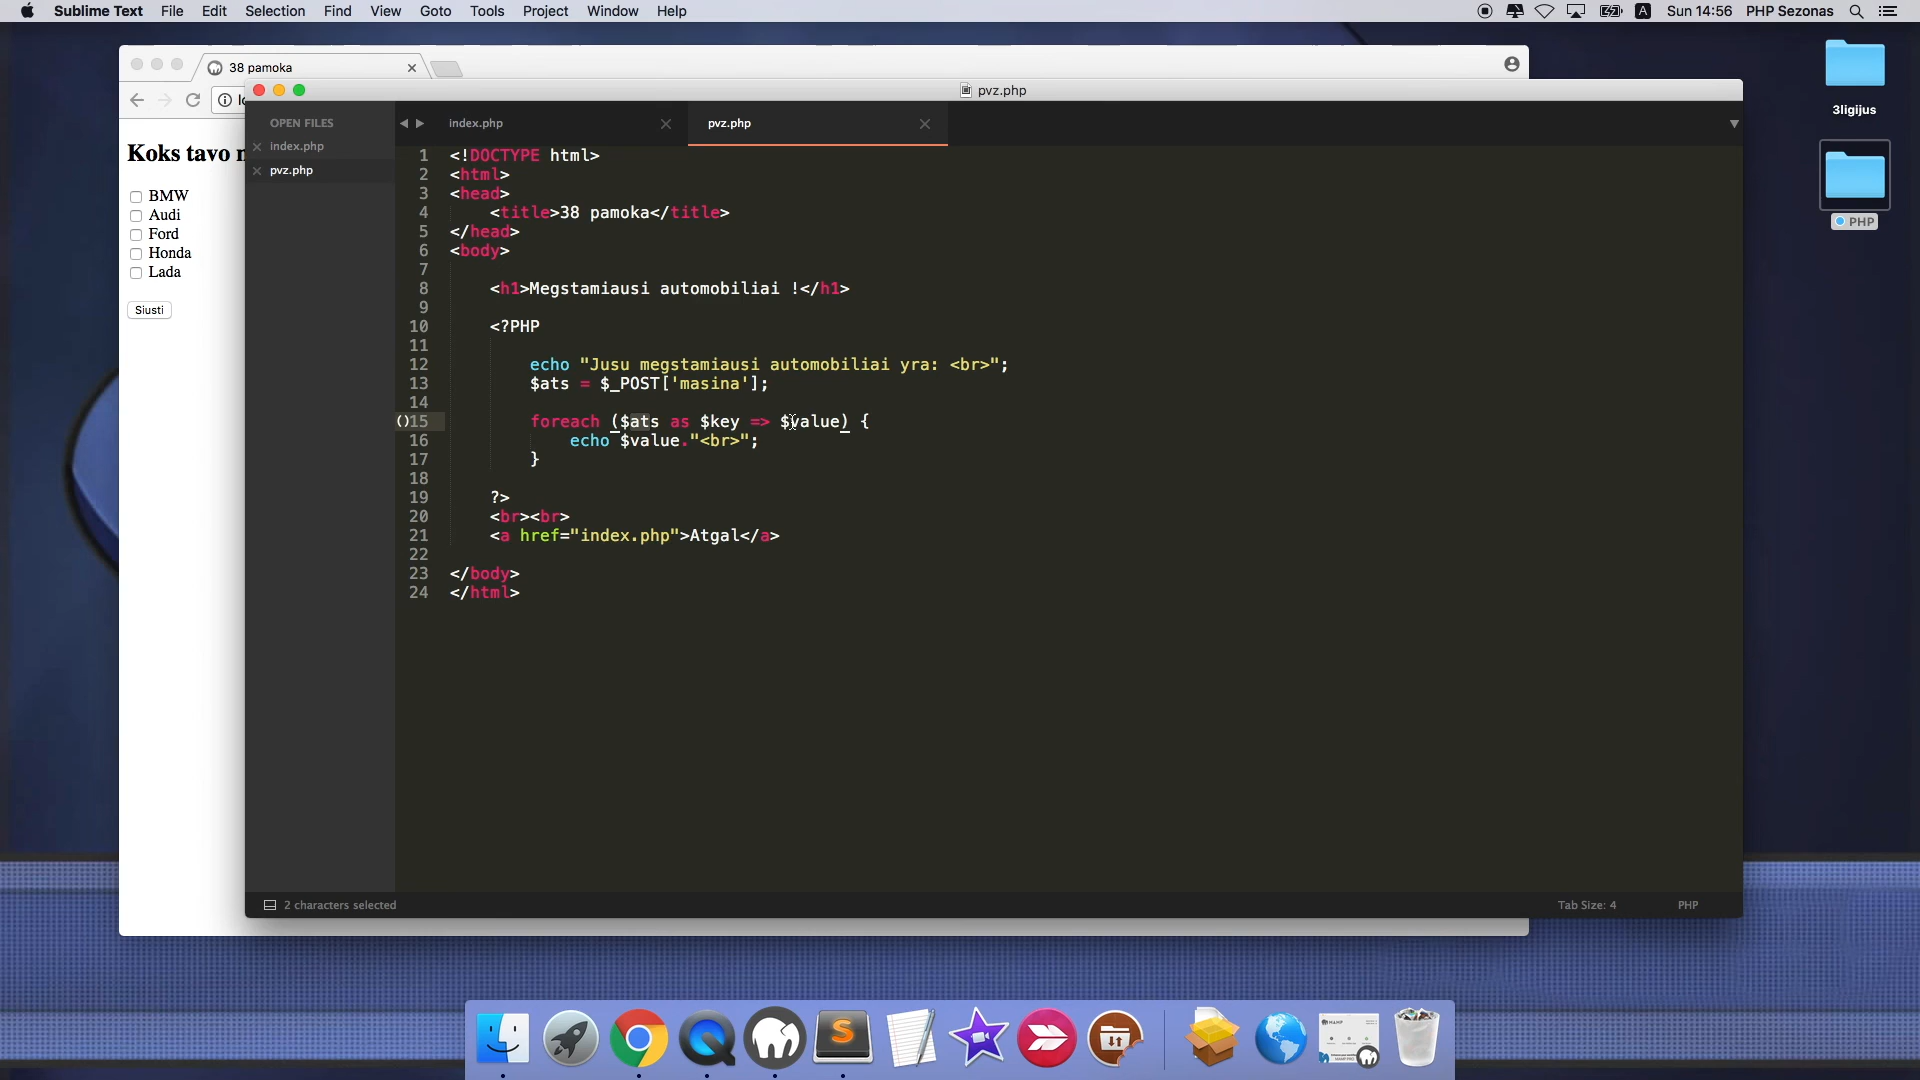 Sublime Text File Edit Selection Find View Goto Tools Project Window Help
A Sun 14:56 PHP Sezonas
38 pamoka
pvz.php
OPEN FILES
index.php
pvz.php
index.php
pvz.php
Koks tavo
BMW
Audi
Ford
Honda
Lada
Siusti
1 <!DOCTYPE html>
2 <html>
3 <head>
4 <title>38 pamoka</title>
5 </head>
6 <body>
7
8 <h1>Megstamiausi automobiliai !</h1>
9
10 <?PHP
11
12 echo "Jusu megstamiausi automobiliai yra: <br>";
13 $ats = $_POST['masina'];
14
()15 foreach ($ats as $key => $value) {
16 echo $value."<br>";
17 }
18
19 ?>
20 <br><br>
21 <a href="index.php">Atgal</a>
22
23 </body>
24 </html>
2 characters selected
Tab Size: 4
PHP
3ligijus
PHP